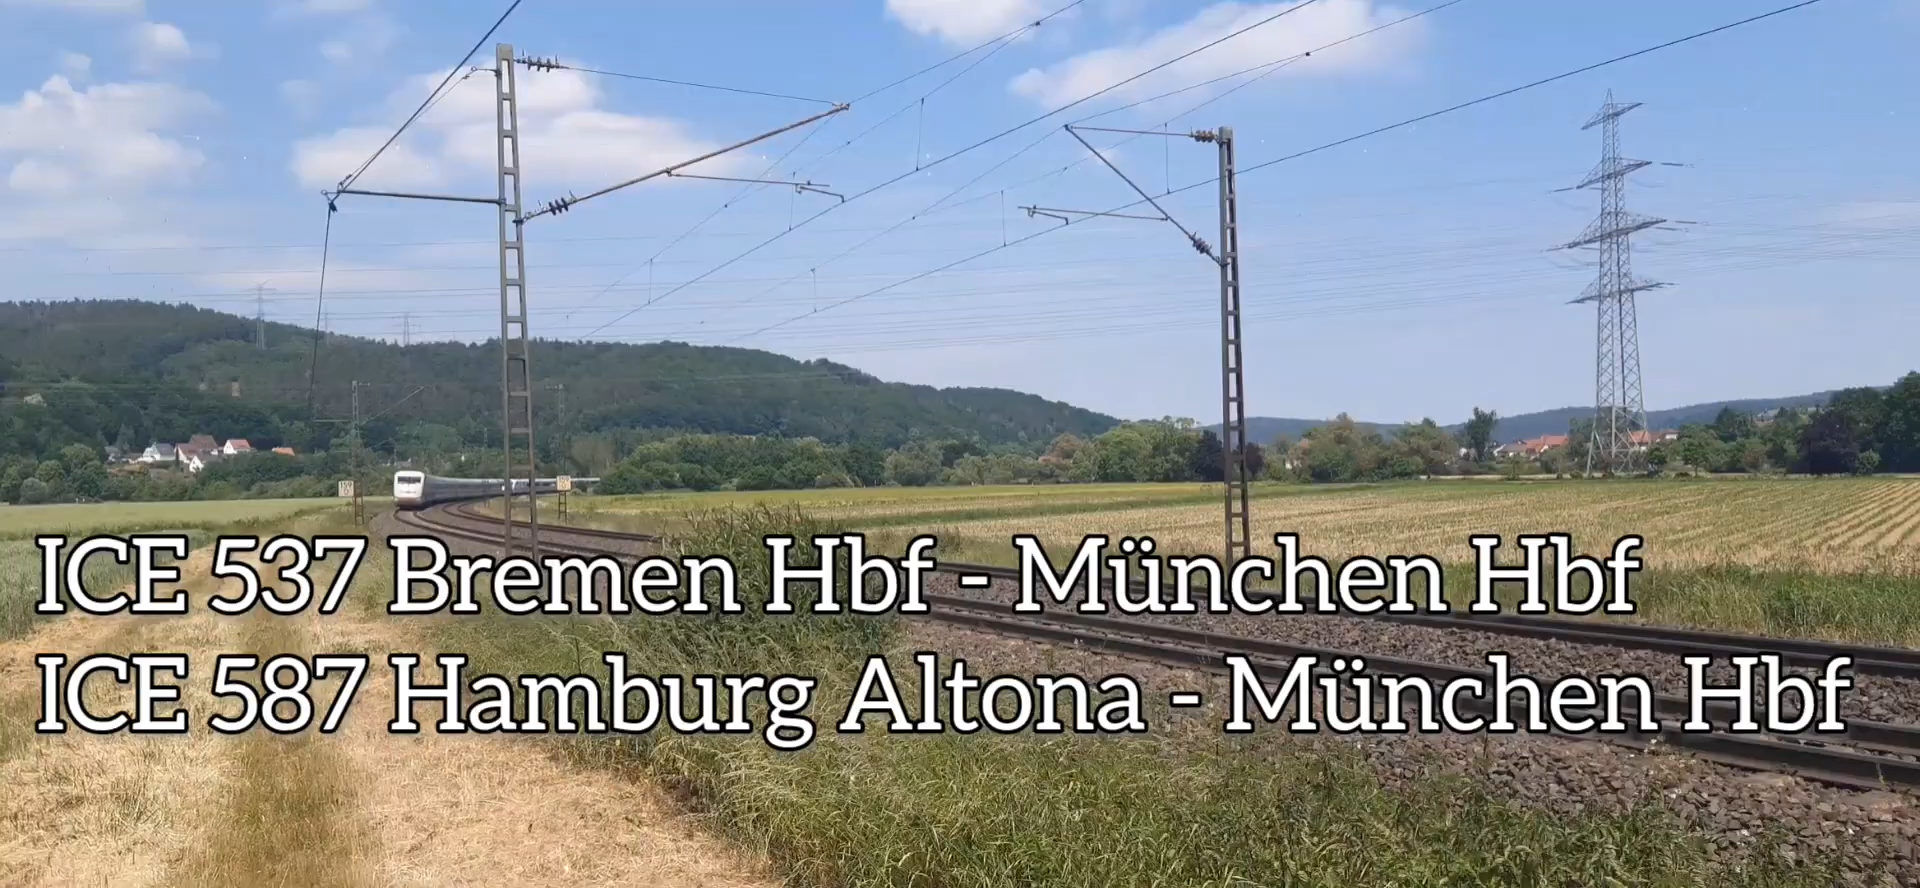 ICE 537 Bremen Hbf - München Hbf
ICE 587 Hamburg Altona - München Hbf